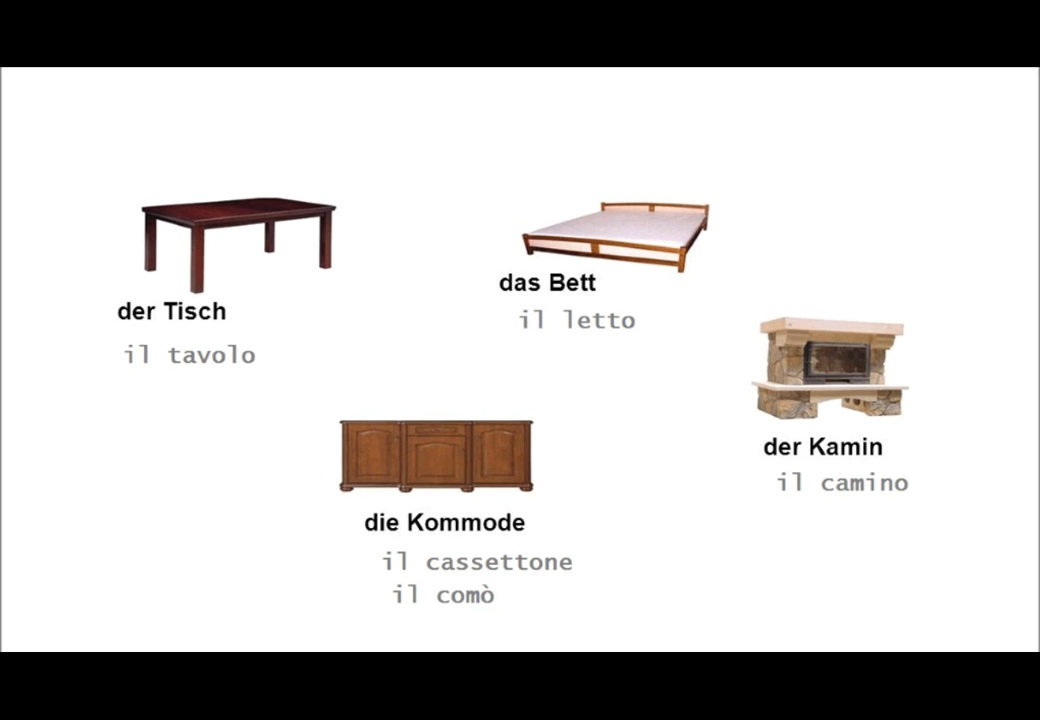 der Tisch
il tavolo
das Bett
il letto
der Kamin
il camino
die Kommode
il cassettone
il comò